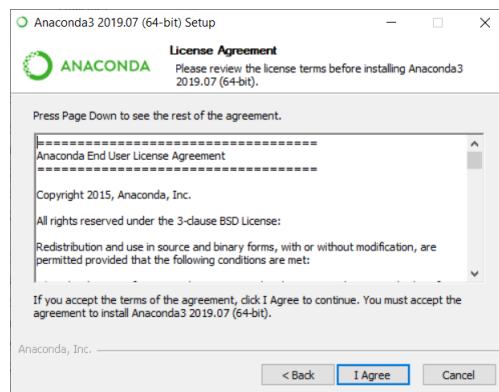 Anaconda3 2019.07 (64-bit) Setup
License Agreement
ANACONDA
Please review the license terms before installing Anaconda3
2019.07 (64-bit).
Press Page Down to see the rest of the agreement.
====================================
Anaconda End User License Agreement
====================================
Copyright 2015, Anaconda, Inc.
All rights reserved under the 3-clause BSD License:
Redistribution and use in source and binary forms, with or without modification, are
permitted provided that the following conditions are met:
If you accept the terms of the agreement, click I Agree to continue. You must accept the
agreement to install Anaconda3 2019.07 (64-bit).
Anaconda, Inc.
< Back
I Agree
Cancel